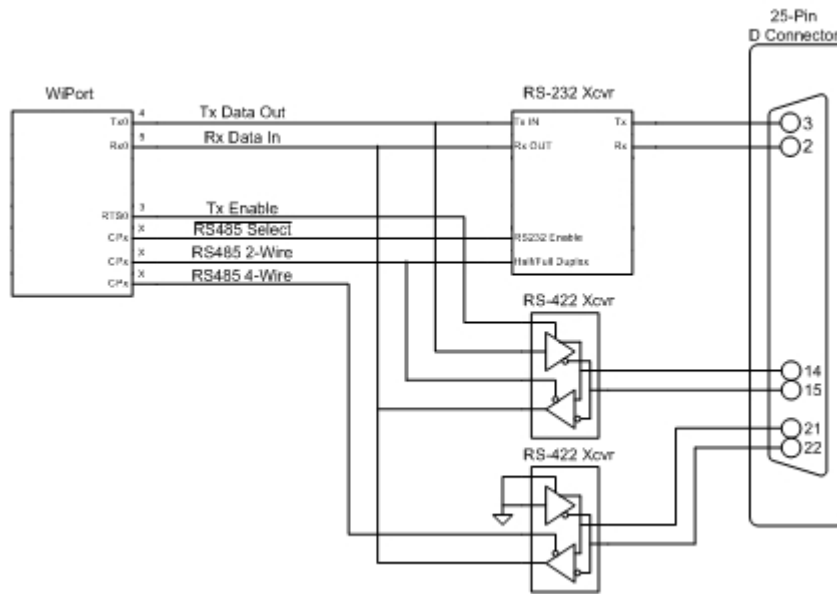 25-Pin
D Connector
WiPort
RS-232 Xcvr
4
Tx Data Out
Tx0
Tx IN
Tx
3
Rx Data In
Rx0
Rx OUT
Rx
2
3
Tx Enable
RTS0
X
RS485 Select
CPx
RS232 Enable
X
RS485 2-Wire
CPx
Half/Full Duplex
X
RS485 4-Wire
CPx
RS-422 Xcvr
14
15
21
22
RS-422 Xcvr